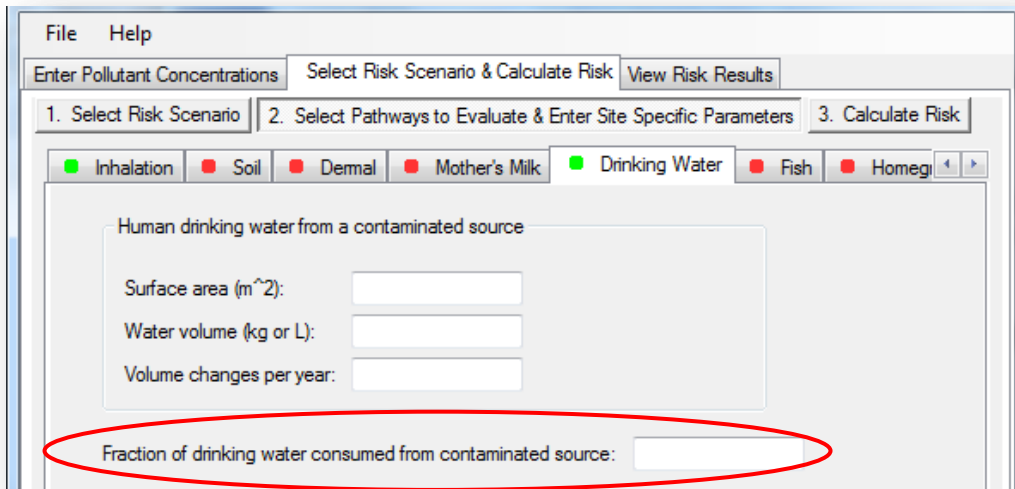 File Help
Enter Pollutant Concentrations Select Risk Scenario & Calculate Risk View Risk Results
1. Select Risk Scenario 2. Select Pathways to Evaluate & Enter Site Specific Parameters 3. Calculate Risk
Inhalation Soil Dermal Mother's Milk Drinking Water Fish Homegr
Human drinking water from a contaminated source
Surface area (m^2):
Water volume (kg or L):
Volume changes per year:
Fraction of drinking water consumed from contaminated source: